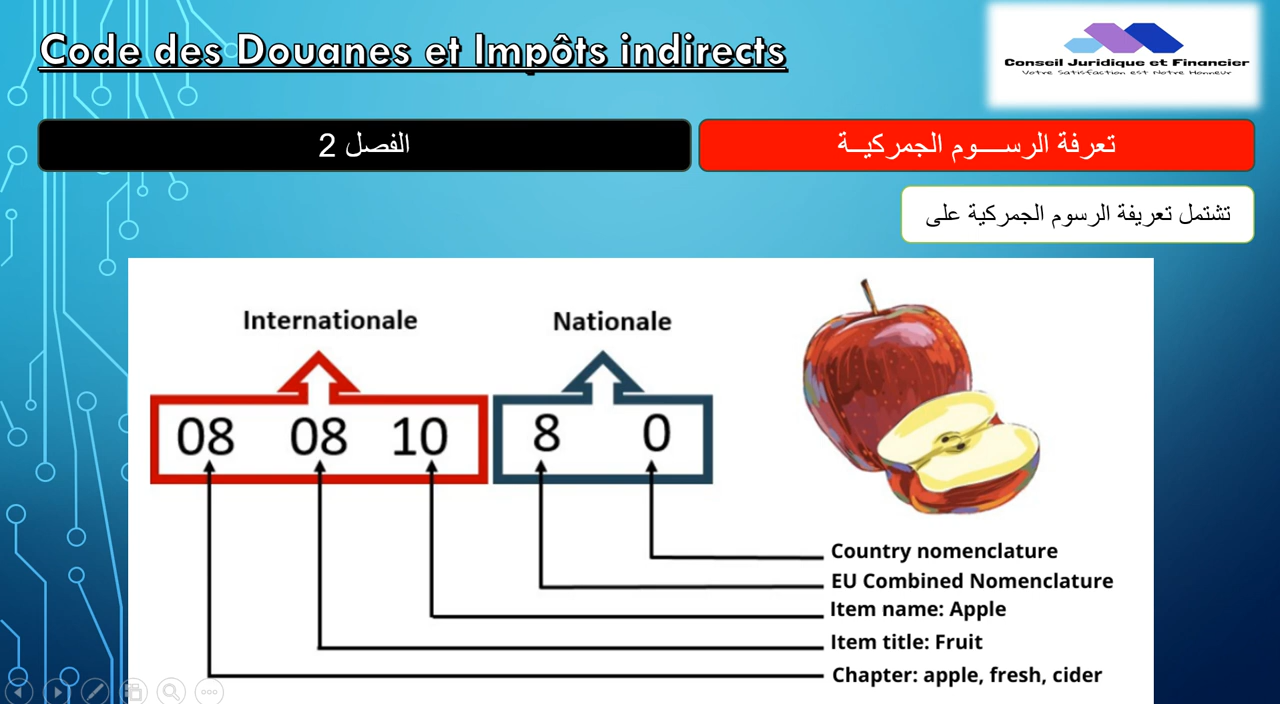 Code des Douanes et Impôts indirects
Conseil Juridique et Financier
Votre Satisfaction est Notre Honneur
تعرفة الرســـوم الجمركيــة
الفصل 2
تشتمل تعريفة الرسوم الجمركية على
Internationale
Nationale
08 08 10
8 0
Country nomenclature
EU Combined Nomenclature
Item name: Apple
Item title: Fruit
Chapter: apple, fresh, cider